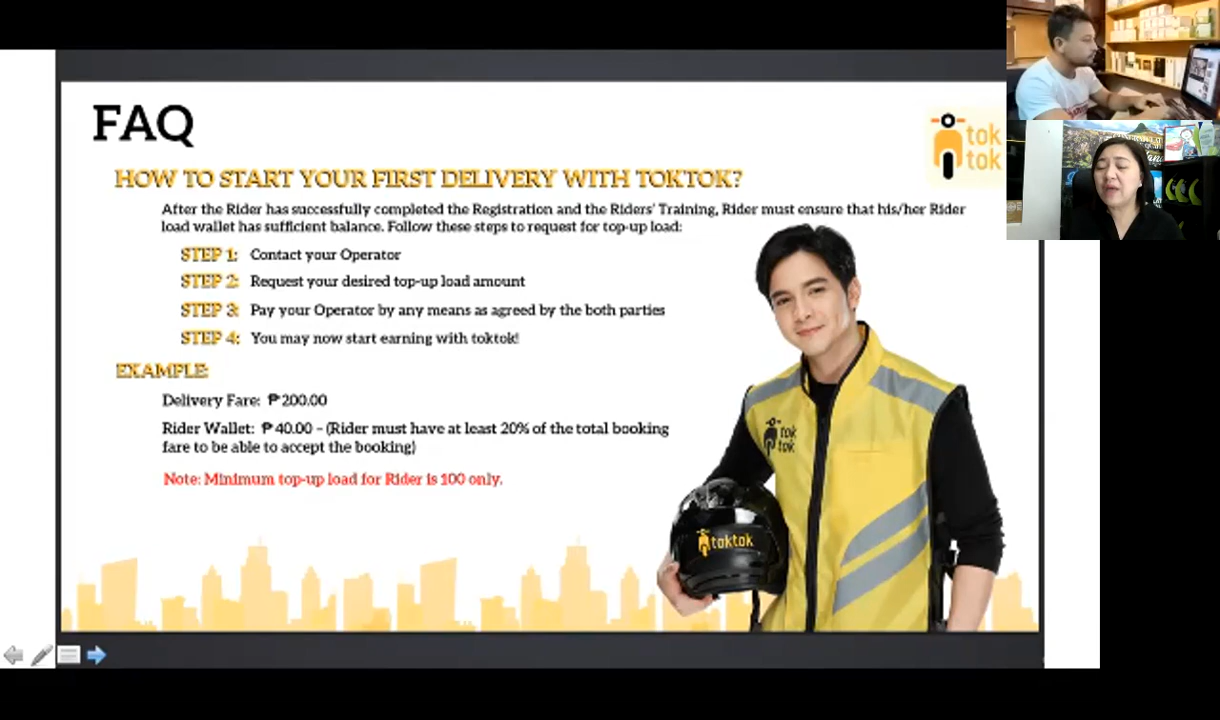 FAQ
tok
tok
HOW TO START YOUR FIRST DELIVERY WITH TOKTOK?
After the Rider has successfully completed the Registration and the Riders' Training, Rider must ensure that his/her Rider
load wallet has sufficient balance. Follow these steps to request for top-up load:
STEP 1: Contact your Operator
STEP 2: Request your desired top-up load amount
STEP 3: Pay your Operator by any means as agreed by the both parties
STEP 4: You may now start earning with toktok!
EXAMPLE:
Delivery Fare: ₱200.00
Rider Wallet: ₱40.00 – (Rider must have at least 20% of the total booking
fare to be able to accept the booking)
Note: Minimum top-up load for Rider is 100 only.
tok
tok
toktok